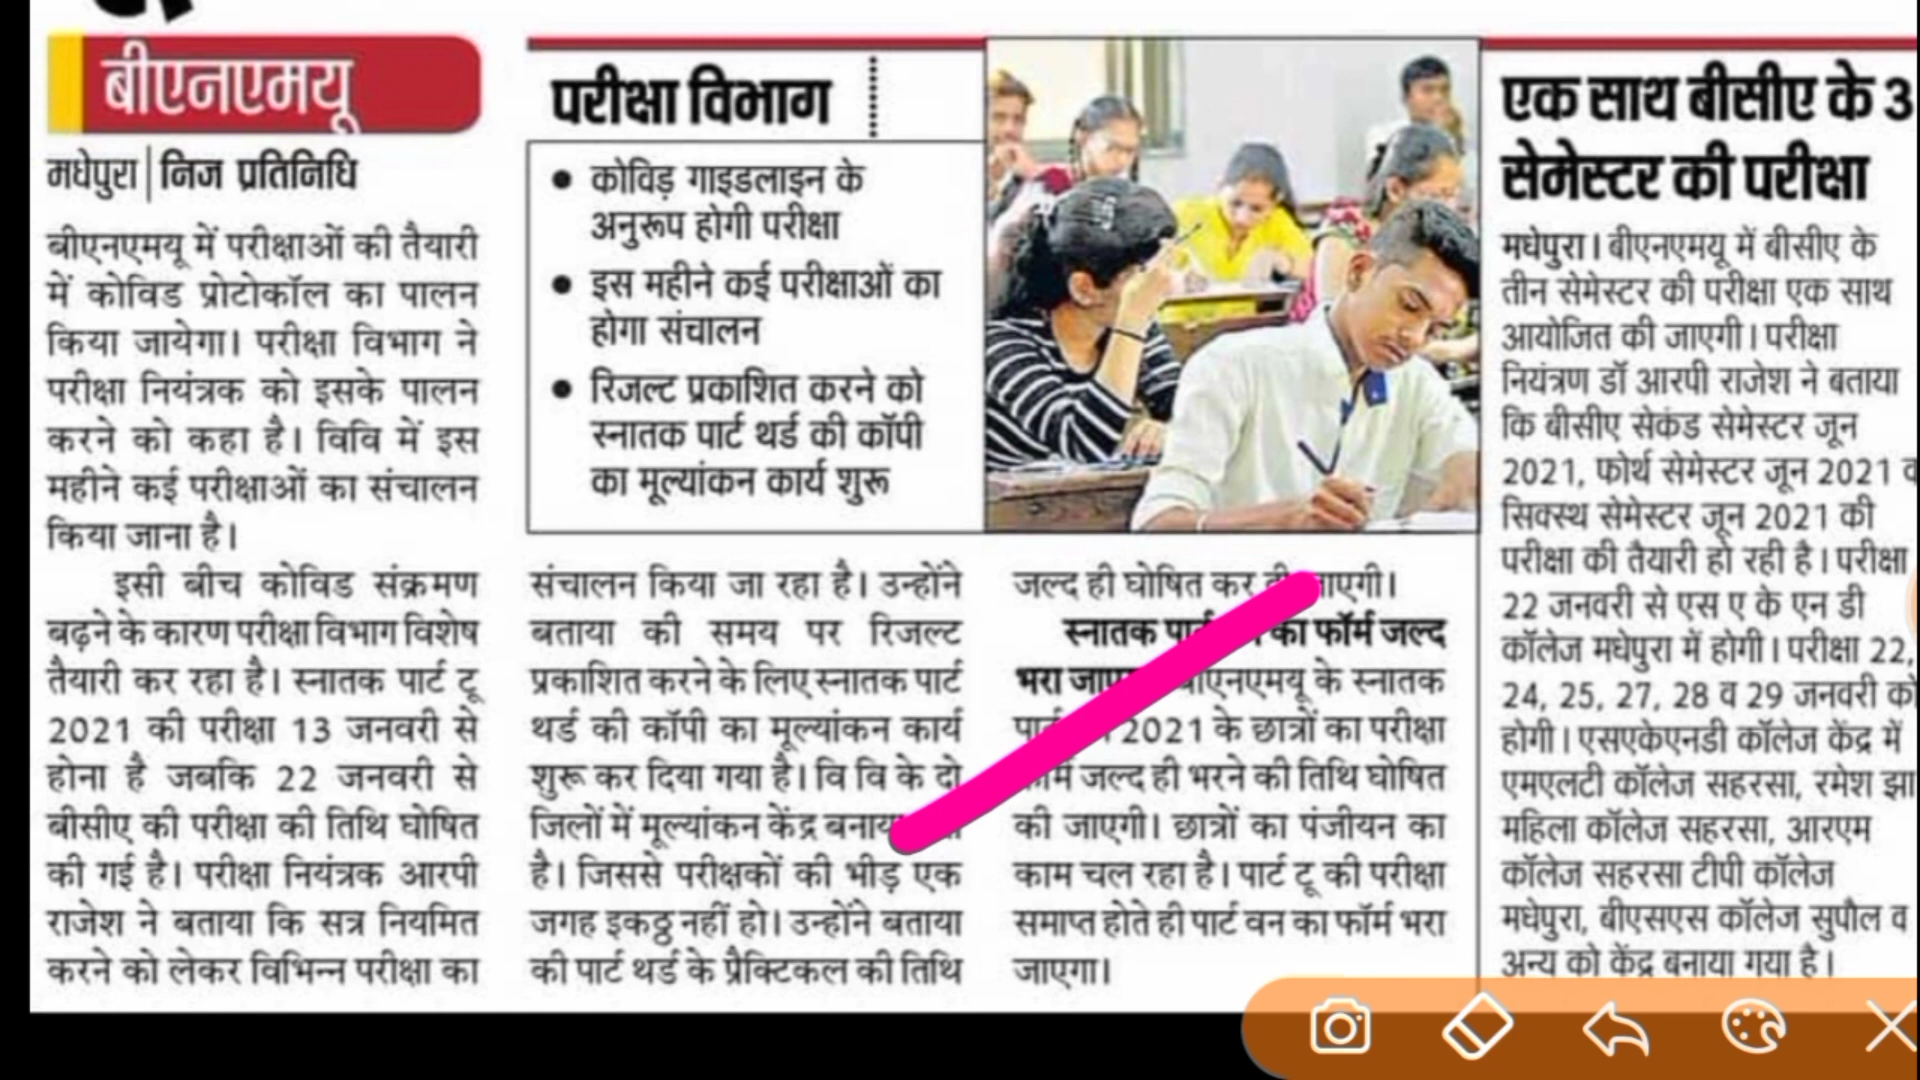 बीएनएमयू
मधेपुरा | निज प्रतिनिधि
बीएनएमयू में परीक्षाओं की तैयारी
में कोविड प्रोटोकॉल का पालन
किया जायेगा। परीक्षा विभाग ने
परीक्षा नियंत्रक को इसके पालन
करने को कहा है। विवि में इस
महीने कई परीक्षाओं का संचालन
किया जाना है।
इसी बीच कोविड संक्रमण
बढ़ने के कारण परीक्षा विभाग विशेष
तैयारी कर रहा है। स्नातक पार्ट टू
2021 की परीक्षा 13 जनवरी से
होना है जबकि 22 जनवरी से
बीसीए की परीक्षा की तिथि घोषित
की गई है। परीक्षा नियंत्रक आरपी
राजेश ने बताया कि सत्र नियमित
करने को लेकर विभिन्न परीक्षा का
परीक्षा विभाग
● कोविड़ गाइडलाइन के
अनुरूप होगी परीक्षा
● इस महीने कई परीक्षाओं का
होगा संचालन
● रिजल्ट प्रकाशित करने को
स्नातक पार्ट थर्ड की कॉपी
का मूल्यांकन कार्य शुरू
संचालन किया जा रहा है। उन्होंने
बताया की समय पर रिजल्ट
प्रकाशित करने के लिए स्नातक पार्ट
थर्ड की कॉपी का मूल्यांकन कार्य
शुरू कर दिया गया है। वि वि के दो
जिलों में मूल्यांकन केंद्र
है। जिससे परीक्षकों की भीड़ एक
जगह इकठ्ठ नहीं हो। उन्होंने बताया
की पार्ट थर्ड के प्रैक्टिकल की तिथि
जल्द ही घोषित कर
स्नातक का फॉर्म जल्द
भरा के स्नातक
2021 के छात्रों का परीक्षा
जल्द ही भरने की तिथि घोषित
की जाएगी। छात्रों का पंजीयन का
काम चल रहा है। पार्ट टू की परीक्षा
समाप्त होते ही पार्ट वन का फॉर्म भरा
जाएगा।
एक साथ बीसीए के 3
सेमेस्टर की परीक्षा
मधेपुरा। बीएनएमयू में बीसीए के
तीन सेमेस्टर की परीक्षा एक साथ
आयोजित की जाएगी। परीक्षा
नियंत्रण डॉ आरपी राजेश ने बताया
कि बीसीए सेकंड सेमेस्टर जून
2021, फोर्थ सेमेस्टर जून 2021 व
सिक्स्थ सेमेस्टर जून 2021 की
परीक्षा की तैयारी हो रही है। परीक्षा
22 जनवरी से एस ए के एन डी
कॉलेज मधेपुरा में होगी। परीक्षा 22,
24, 25, 27, 28 व 29 जनवरी को
होगी। एसएकेएनडी कॉलेज केंद्र में
एमएलटी कॉलेज सहरसा, रमेश झा
महिला कॉलेज सहरसा, आरएम
कॉलेज सहरसा टीपी कॉलेज
मधेपुरा, बीएसएस कॉलेज सुपौल व
अन्य को केंद्र बनाया गया है।